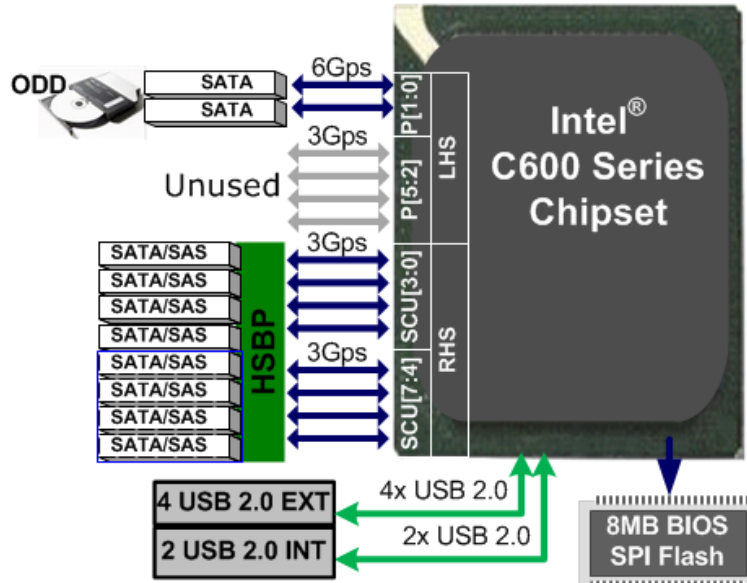 ODD
SATA
SATA
6Gps
P[1:0]
LHS
Intel®
C600 Series
Chipset
3Gps
Unused
P[5:2]
SATA/SAS
SATA/SAS
SATA/SAS
SATA/SAS
SATA/SAS
SATA/SAS
SATA/SAS
SATA/SAS
HSBP
3Gps
SCU[3:0]
RHS
3Gps
SCU[7:4]
4 USB 2.0 EXT
4x USB 2.0
2 USB 2.0 INT
2x USB 2.0
8MB BIOS
SPI Flash